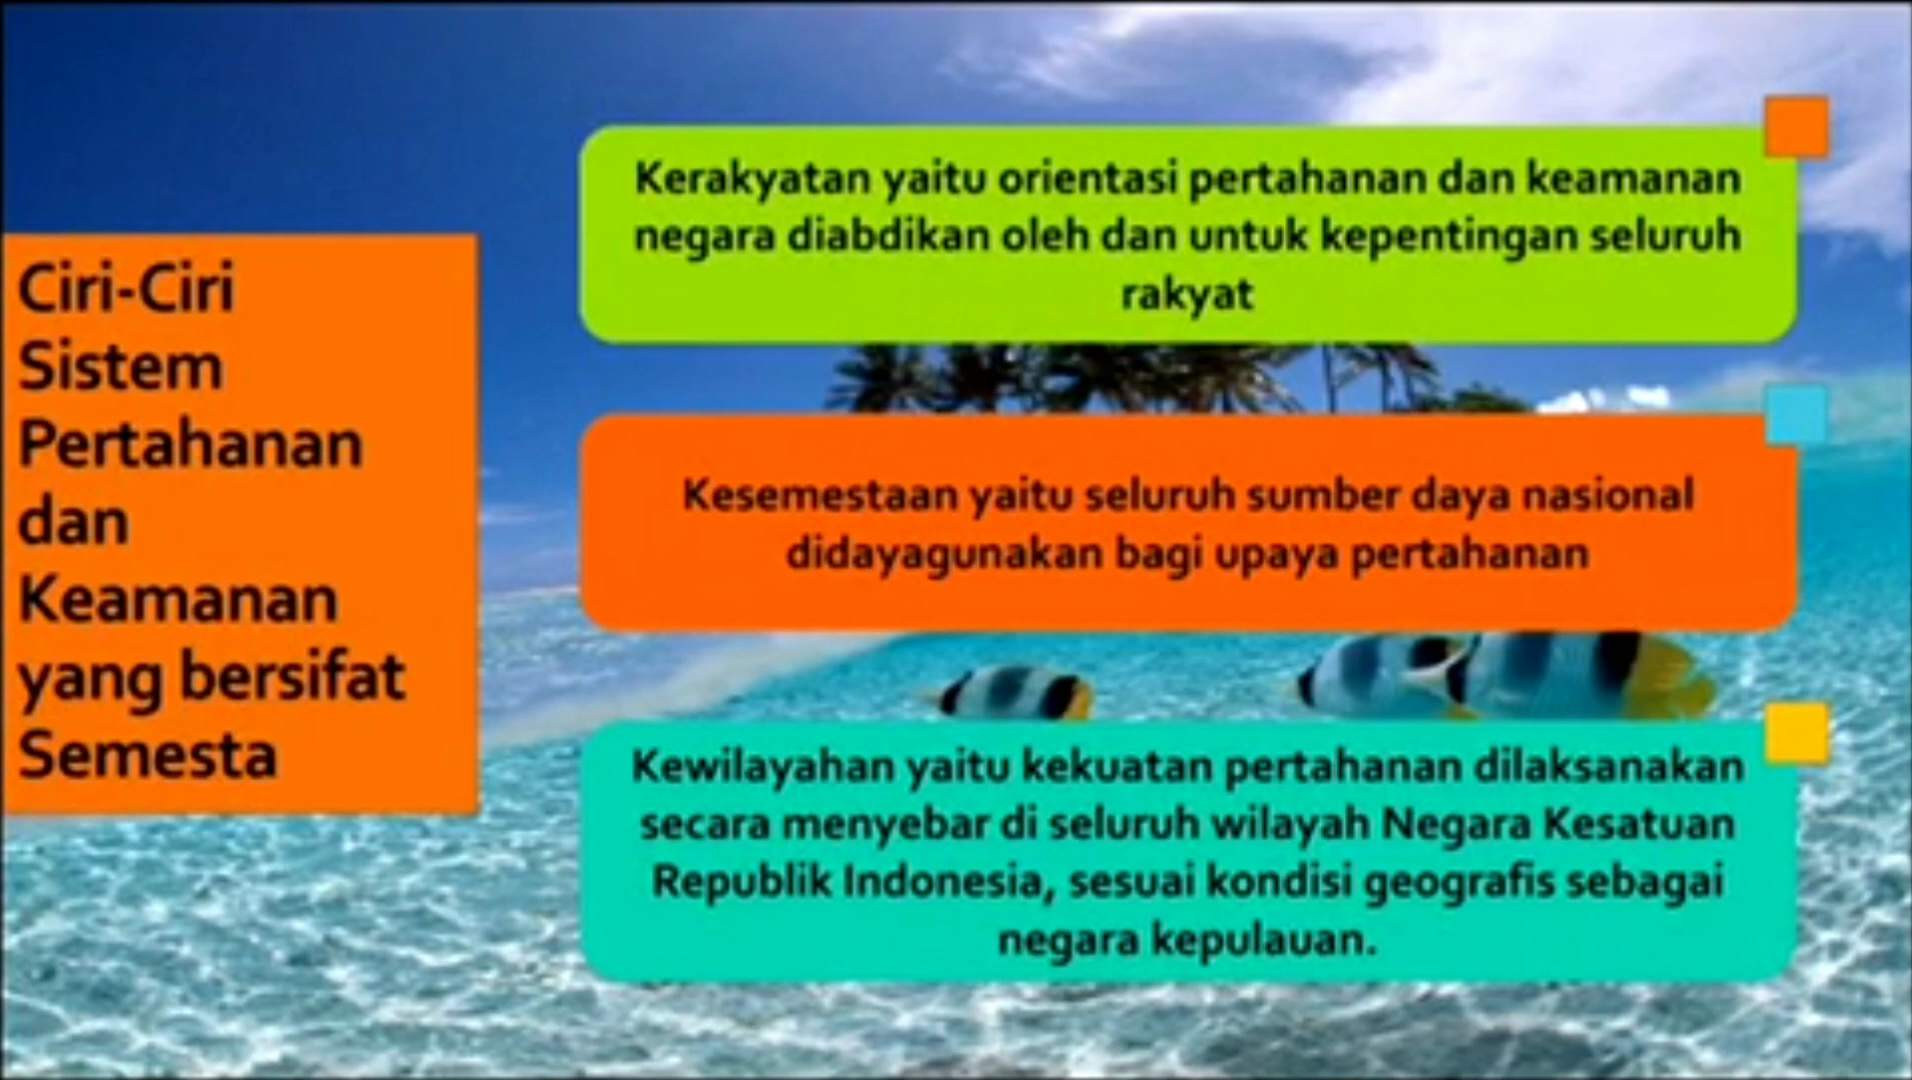 Ciri-Ciri
Sistem
Pertahanan
dan
Keamanan
yang bersifat
Semesta
Kerakyatan yaitu orientasi pertahanan dan keamanan
negara diabdikan oleh dan untuk kepentingan seluruh
rakyat
Kesemestaan yaitu seluruh sumber daya nasional
didayagunakan bagi upaya pertahanan
Kewilayahan yaitu kekuatan pertahanan dilaksanakan
secara menyebar di seluruh wilayah Negara Kesatuan
Republik Indonesia, sesuai kondisi geografis sebagai
negara kepulauan.